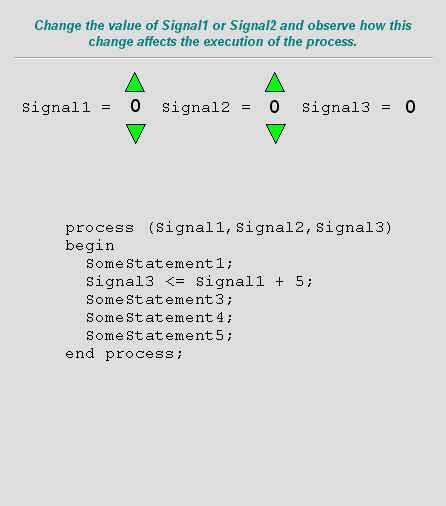 Change the value of Signal1 or Signal2 and observe how this
change affects the execution of the process.
Signal1 = 0 Signal2 = 0 Signal3 = 0
process (Signal1,Signal2,Signal3)
begin
SomeStatement1;
Signal3 <= Signal1 + 5;
SomeStatement3;
SomeStatement4;
SomeStatement5;
end process;